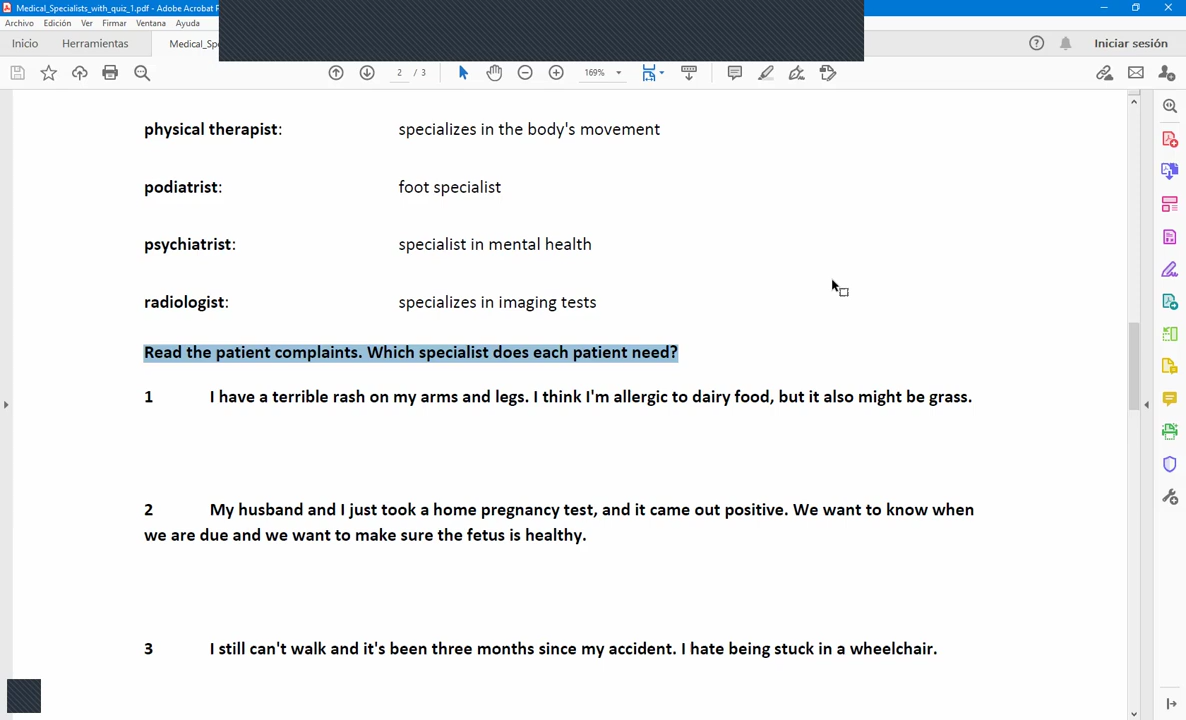 Medical_Specialists_with_quiz_1.pdf - Adobe Acrobat
Archivo Edición Ver Firmar Ventana Ayuda
Inicio Herramientas Medical_Spe Iniciar sesión
2 / 3 169%
physical therapist: specializes in the body's movement
podiatrist: foot specialist
psychiatrist: specialist in mental health
radiologist: specializes in imaging tests
Read the patient complaints. Which specialist does each patient need?
1 I have a terrible rash on my arms and legs. I think I'm allergic to dairy food, but it also might be grass.
2 My husband and I just took a home pregnancy test, and it came out positive. We want to know when
we are due and we want to make sure the fetus is healthy.
3 I still can't walk and it's been three months since my accident. I hate being stuck in a wheelchair.